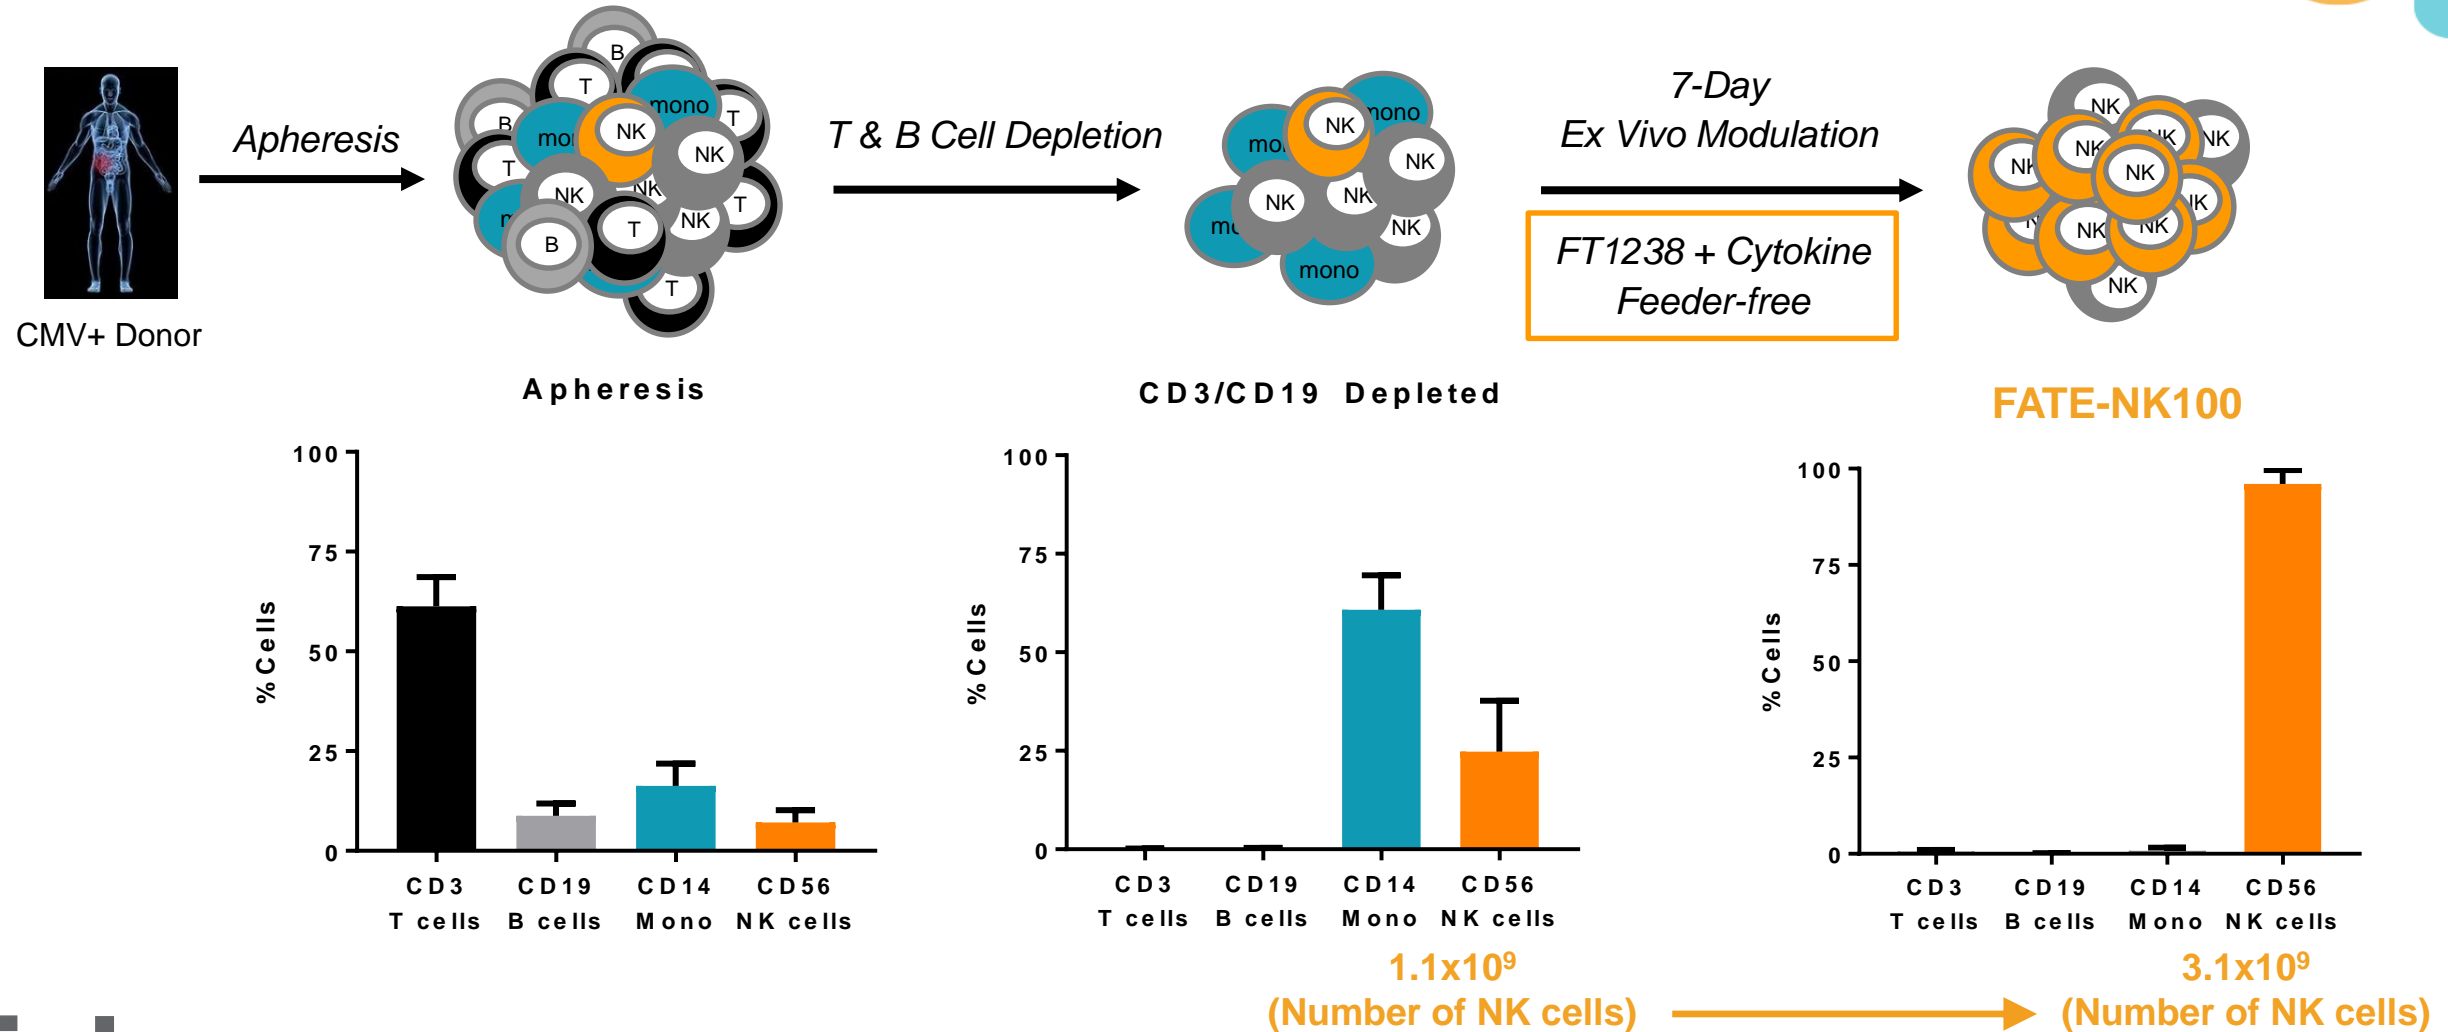 CMV+ Donor
Apheresis
B
T
mono
T
B
NK
NK
T
NK
NK
T
NK
T
B
T
T & B Cell Depletion
NK
mono
NK
NK
NK
NK
mono
7-Day
Ex Vivo Modulation
FT1238 + Cytokine
Feeder-free
NK
NK
NK
NK
NK
NK
NK
NK
NK
NK
NK
Apheresis
100
75
50
25
0
% Cells
CD3 CD19 CD14 CD56
T cells B cells Mono NK cells
CD3/CD19 Depleted
100
75
50
25
0
% Cells
CD3 CD19 CD14 CD56
T cells B cells Mono NK cells
1.1x10⁹
(Number of NK cells)
FATE-NK100
100
75
50
25
0
% Cells
CD3 CD19 CD14 CD56
T cells B cells Mono NK cells
3.1x10⁹
(Number of NK cells)